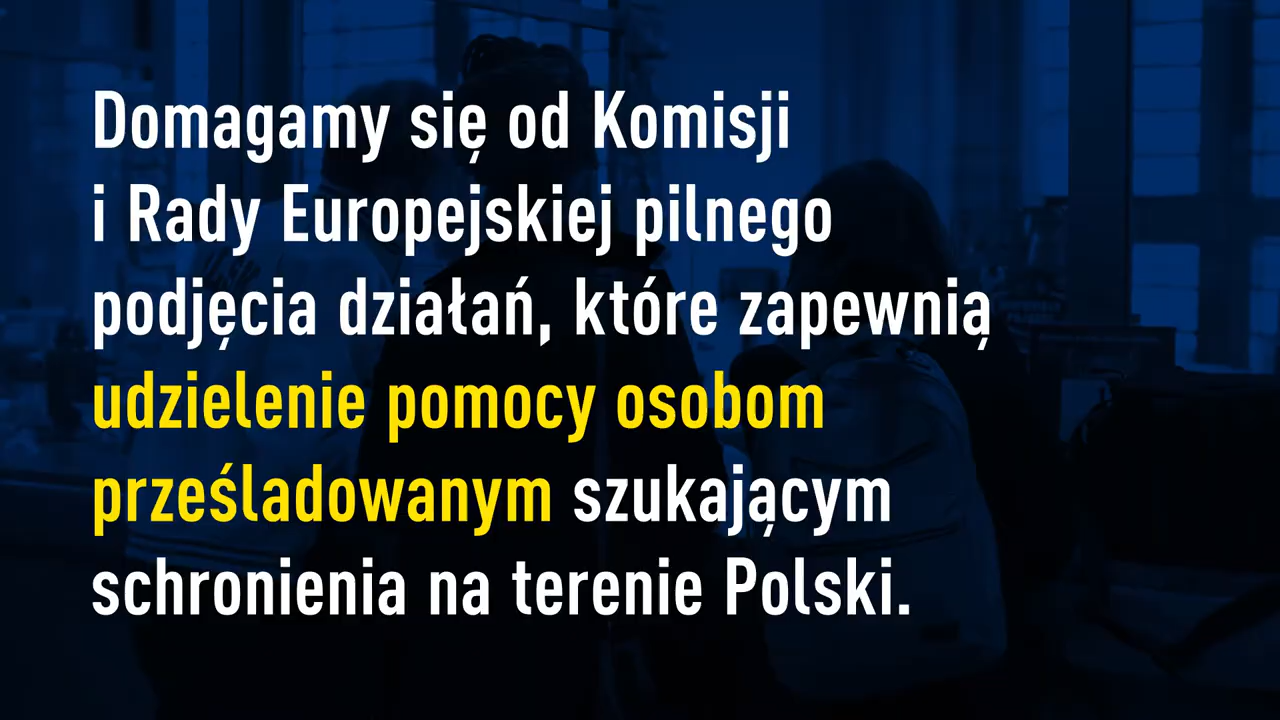 Domagamy się od Komisji
i Rady Europejskiej pilnego
podjęcia działań, które zapewnią
udzielenie pomocy osobom
prześladowanym szukającym
schronienia na terenie Polski.